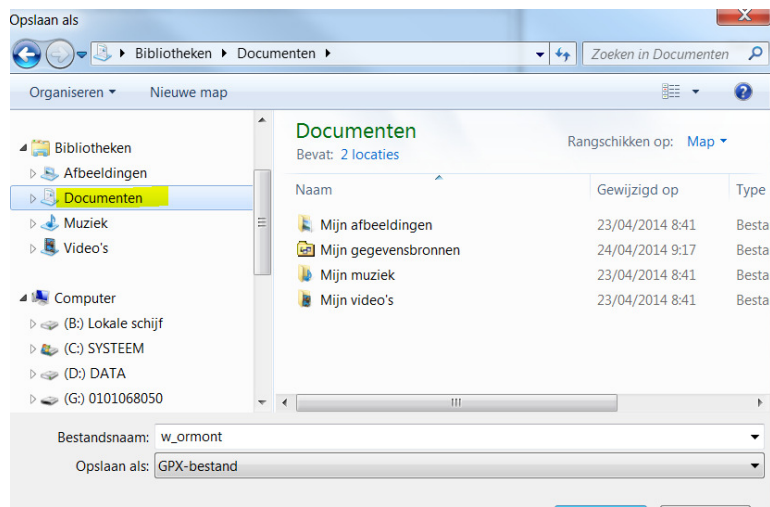 Opslaan als
Bibliotheken Documenten
Zoeken in Documenten
Organiseren Nieuwe map
Bibliotheken
Afbeeldingen
Documenten
Muziek
Video's
Computer
(B:) Lokale schijf
(C:) SYSTEEM
(D:) DATA
(G:) 0101068050
Documenten
Bevat: 2 locaties
Rangschikken op: Map
Naam Gewijzigd op Type
Mijn afbeeldingen 23/04/2014 8:41 Besta
Mijn gegevensbronnen 24/04/2014 9:17 Besta
Mijn muziek 23/04/2014 8:41 Besta
Mijn video's 23/04/2014 8:41 Besta
Bestandsnaam: w_ormont
Opslaan als: GPX-bestand